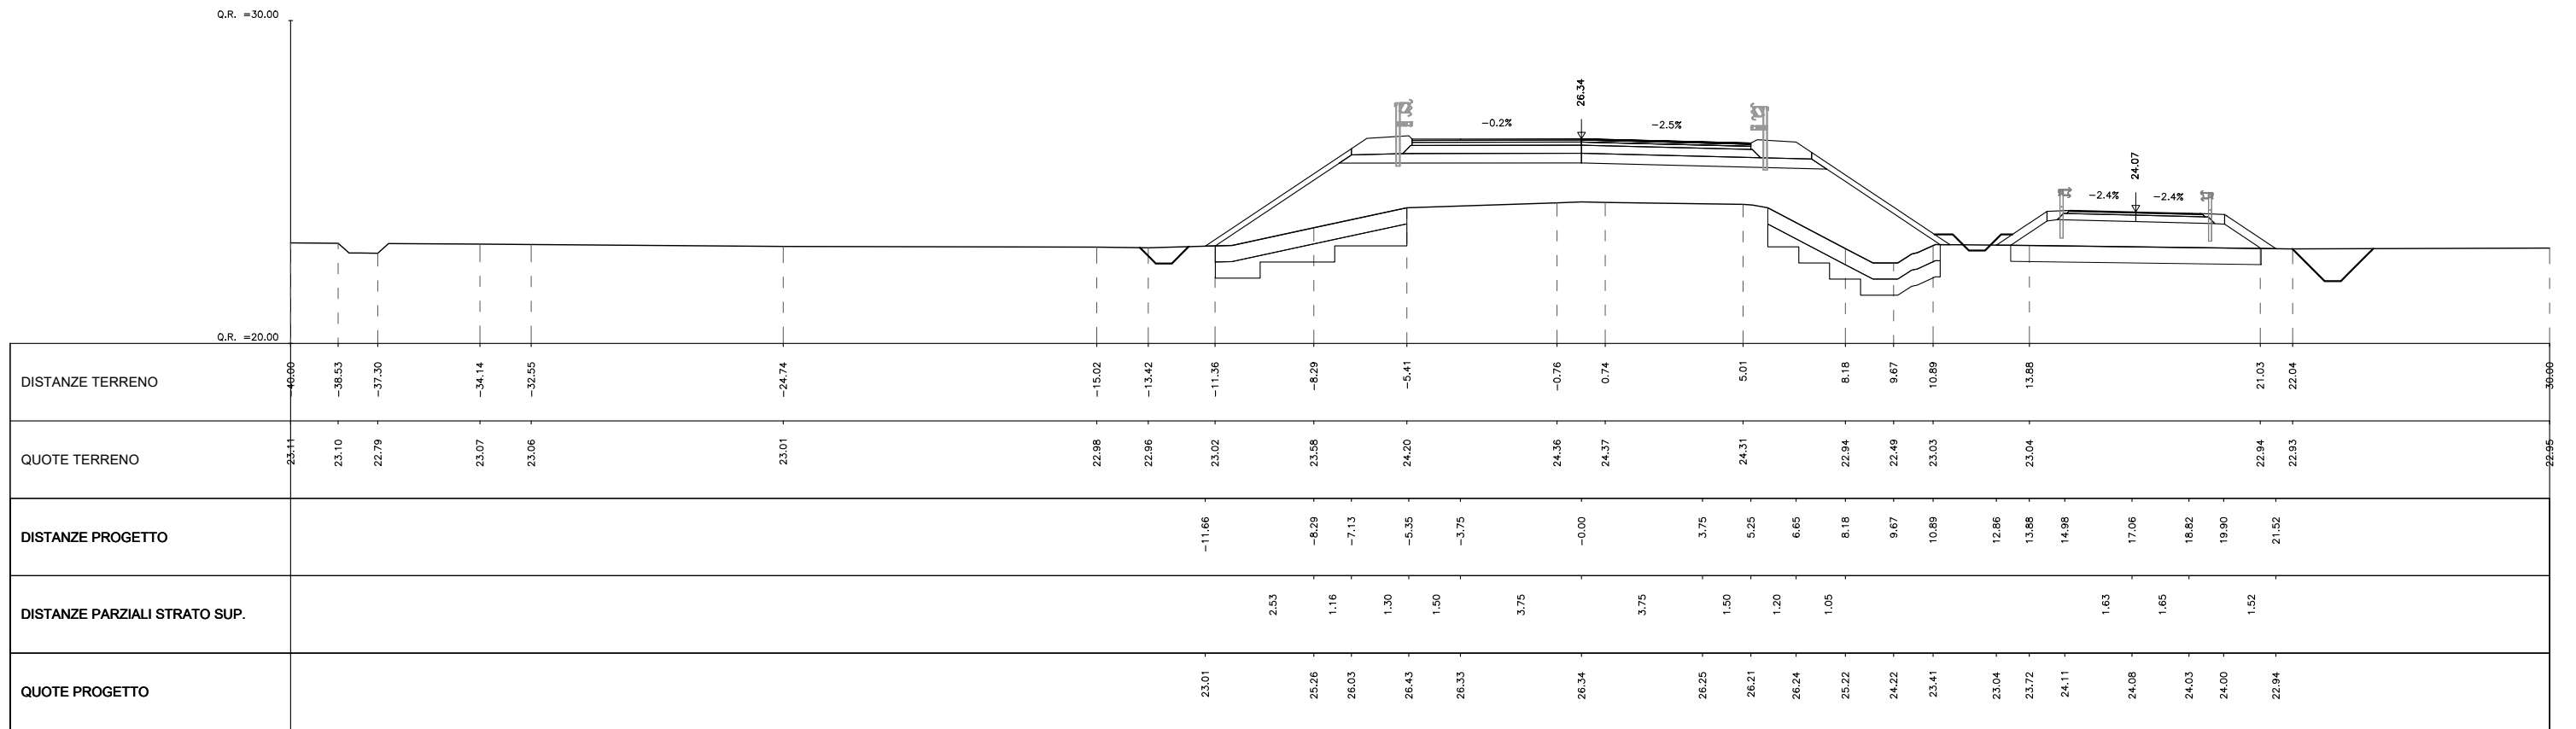 Q.R. =30.00
26.34
-0.2%
-2.5%
24.07
-2.4%
-2.4%
Q.R. =20.00
DISTANZE TERRENO
-40.00 -38.53 -37.30 -34.14 -32.55 -24.74 -15.02 -13.42 -11.36 -8.29 -5.41 -0.76 0.74 5.01 8.18 9.67 10.89 13.88 21.03 22.04 30.00
QUOTE TERRENO
23.11 23.10 22.79 23.07 23.06 23.01 22.98 22.96 23.02 23.58 24.20 24.36 24.37 24.31 22.94 22.49 23.03 23.04 22.94 22.93 22.95
DISTANZE PROGETTO
-11.66 -8.29 -7.13 -5.35 -3.75 -0.00 3.75 5.25 6.65 8.18 9.67 10.89 12.86 13.88 14.98 17.06 18.82 19.90 21.52
DISTANZE PARZIALI STRATO SUP.
2.53 1.16 1.30 1.50 3.75 3.75 1.50 1.20 1.05 1.63 1.65 1.52
QUOTE PROGETTO
23.01 25.26 26.03 26.43 26.33 26.34 26.25 26.21 26.24 25.22 24.22 23.41 23.04 23.72 24.11 24.08 24.03 24.00 22.94